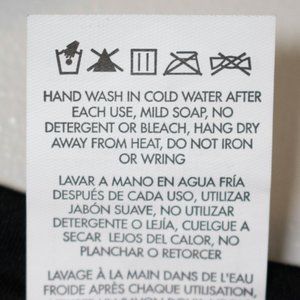 HAND WASH IN COLD WATER AFTER
EACH USE, MILD SOAP, NO
DETERGENT OR BLEACH, HANG DRY
AWAY FROM HEAT, DO NOT IRON
OR WRING
LAVAR A MANO EN AGUA FRÍA
DESPUÉS DE CADA USO, UTILIZAR
JABÓN SUAVE, NO UTILIZAR
DETERGENTE O LEJÍA, CUELGUE A
SECAR LEJOS DEL CALOR, NO
PLANCHAR O RETORCER
LAVAGE À LA MAIN DANS DE L'EAU
FROIDE APRÈS CHAQUE UTILISATION,